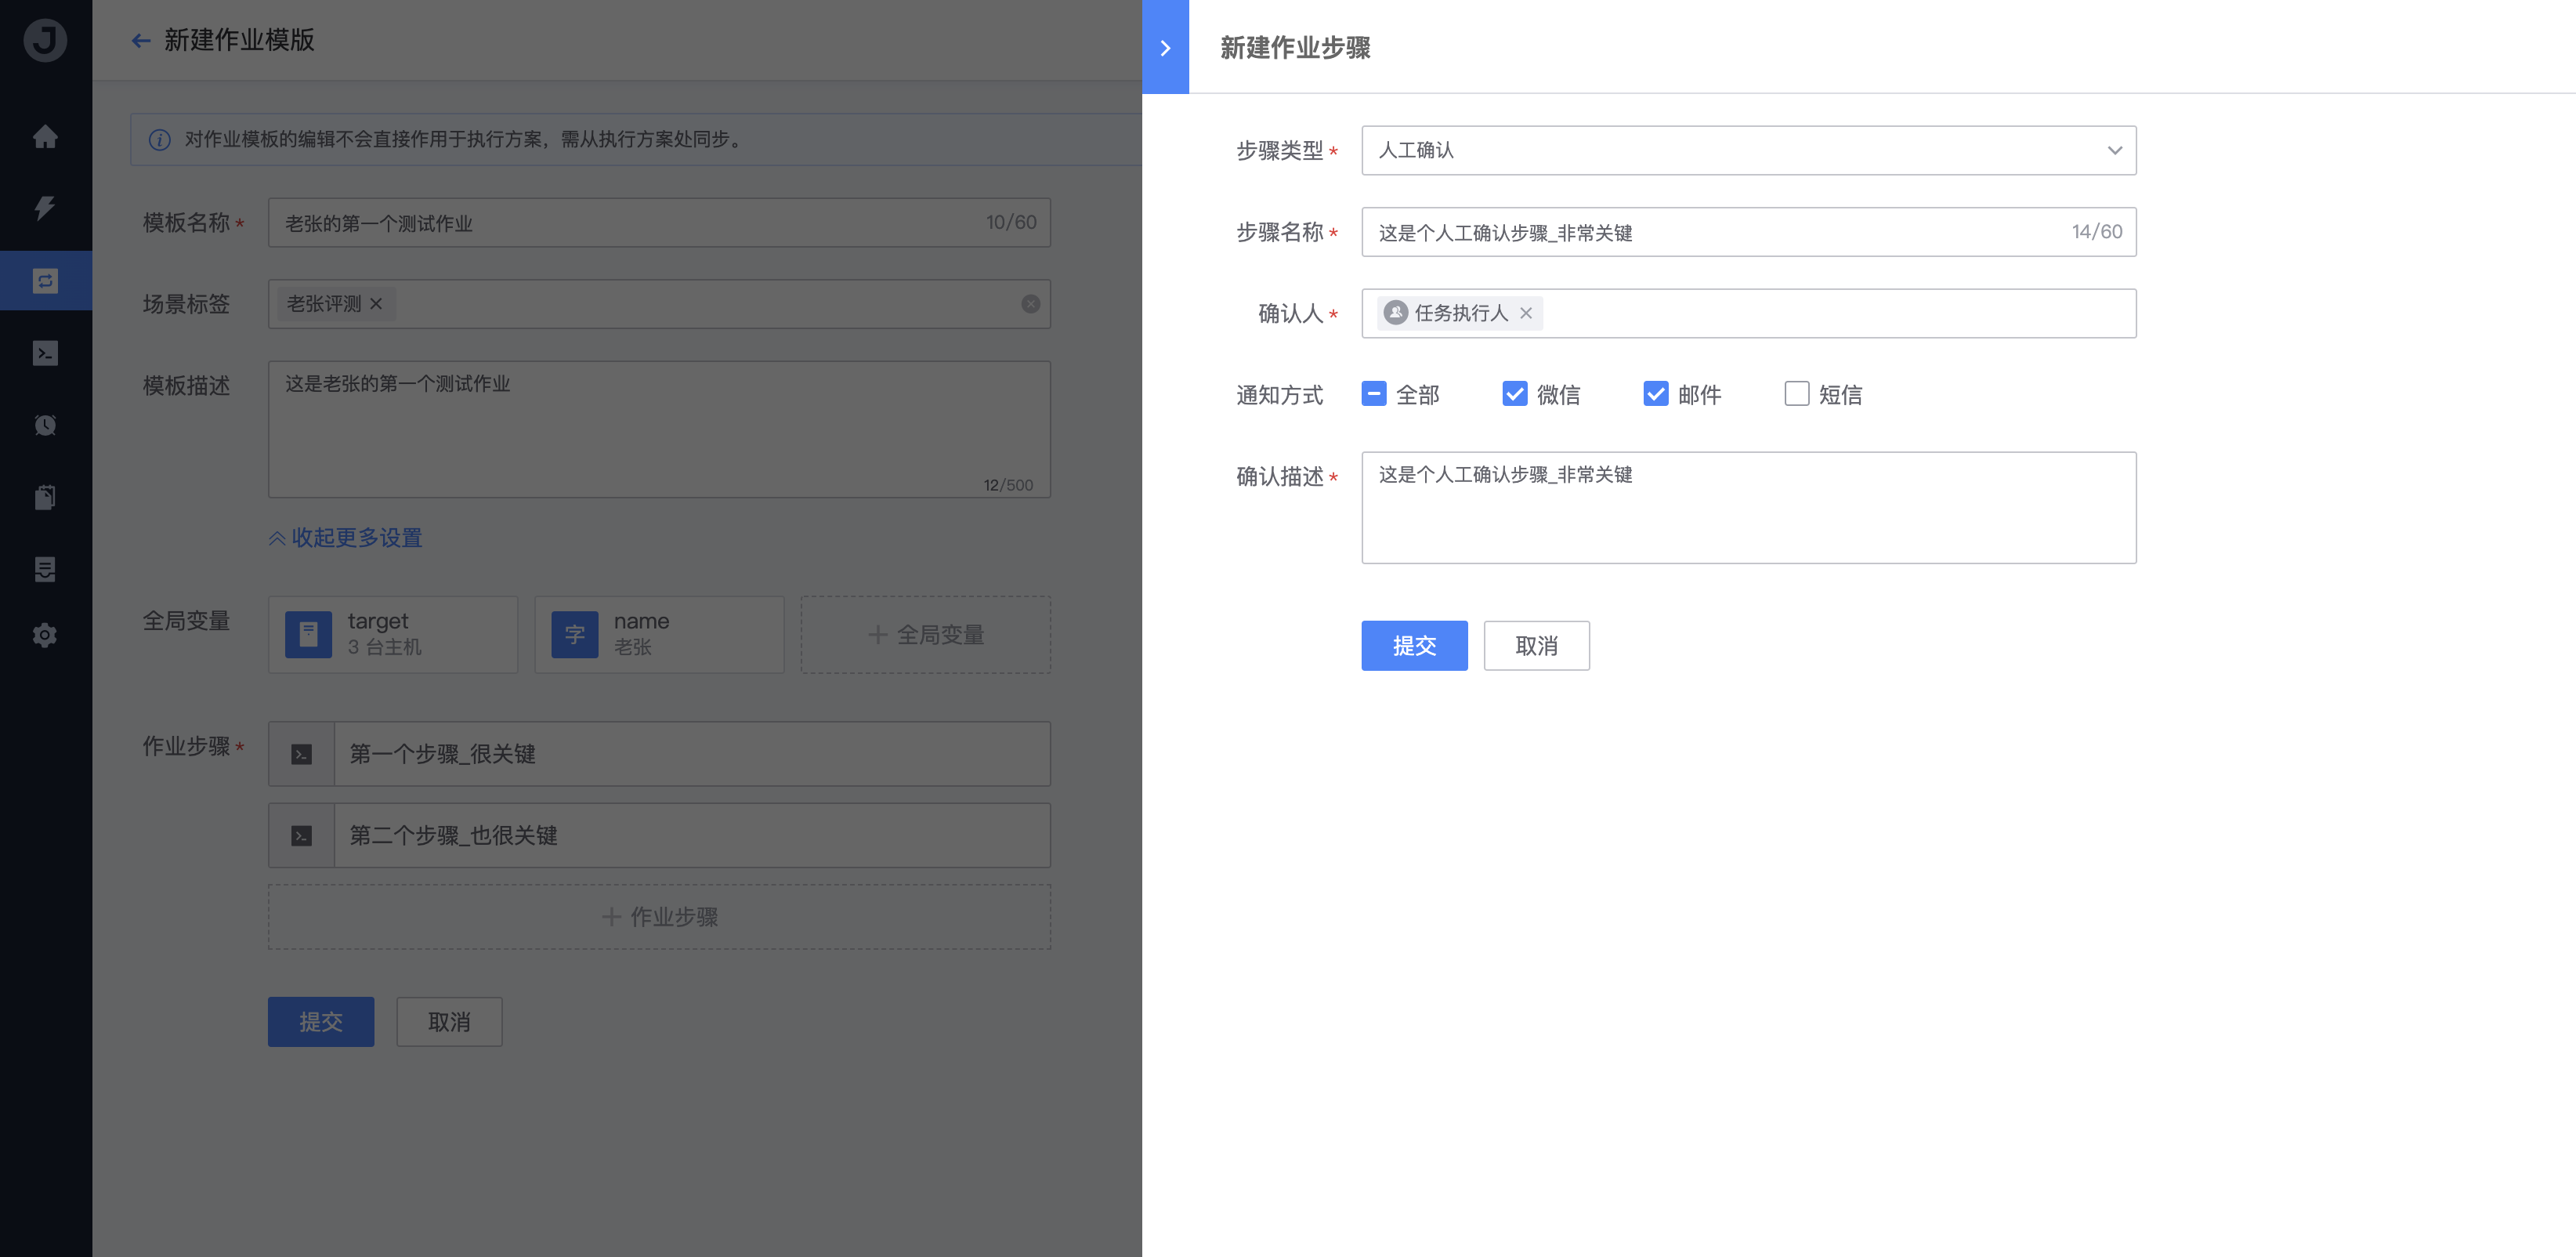 J
新建作业模版
对作业模板的编辑不会直接作用于执行方案，需从执行方案处同步。
模板名称 * 老张的第一个测试作业 10/60
场景标签 老张评测
模板描述 这是老张的第一个测试作业
12/500
收起更多设置
全局变量 target 3 台主机 字 name 老张 全局变量
作业步骤 * 第一个步骤_很关键
第二个步骤_也很关键
作业步骤
提交 取消
新建作业步骤
步骤类型 * 人工确认
步骤名称 * 这是个人工确认步骤_非常关键 14/60
确认人 * 任务执行人
通知方式 全部 微信 邮件 短信
确认描述 * 这是个人工确认步骤_非常关键
提交 取消